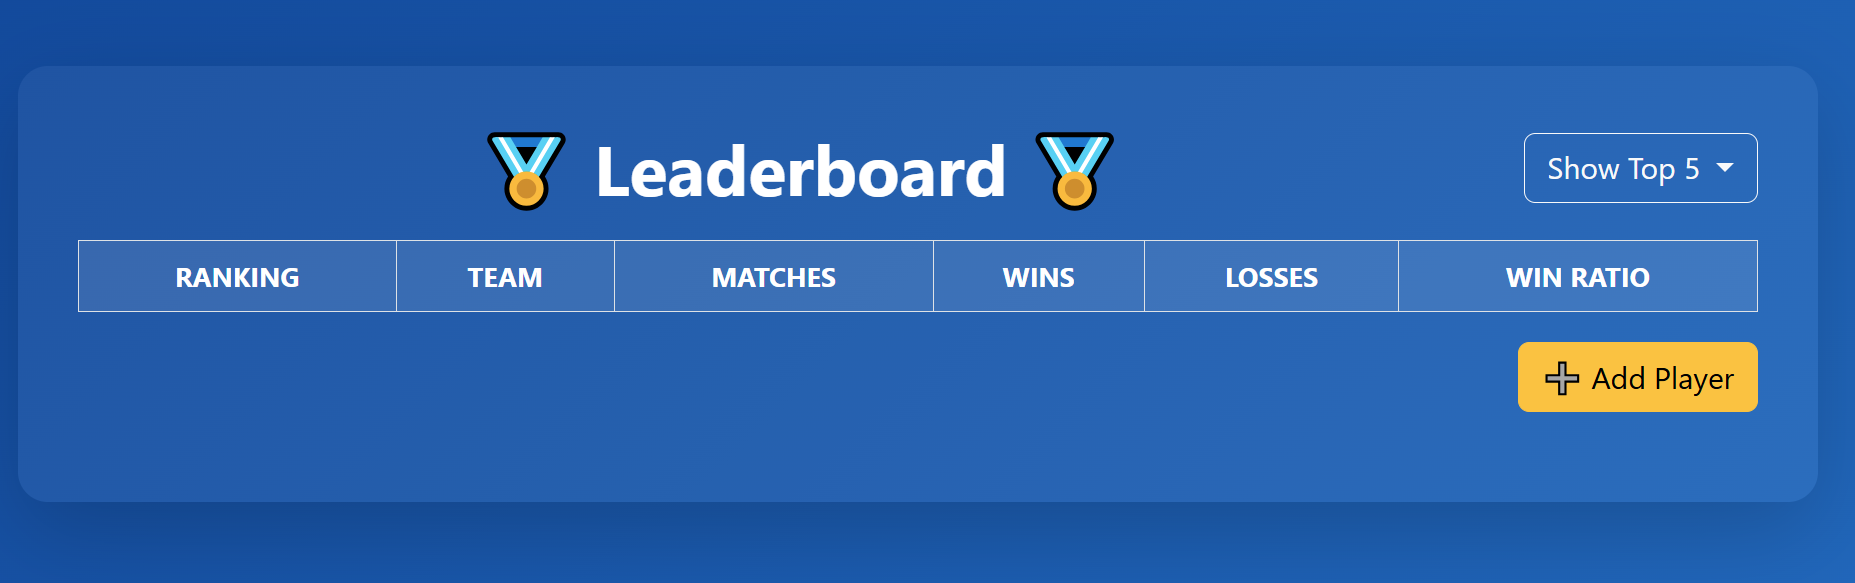 Leaderboard
Show Top 5
RANKING TEAM MATCHES WINS LOSSES WIN RATIO
Add Player